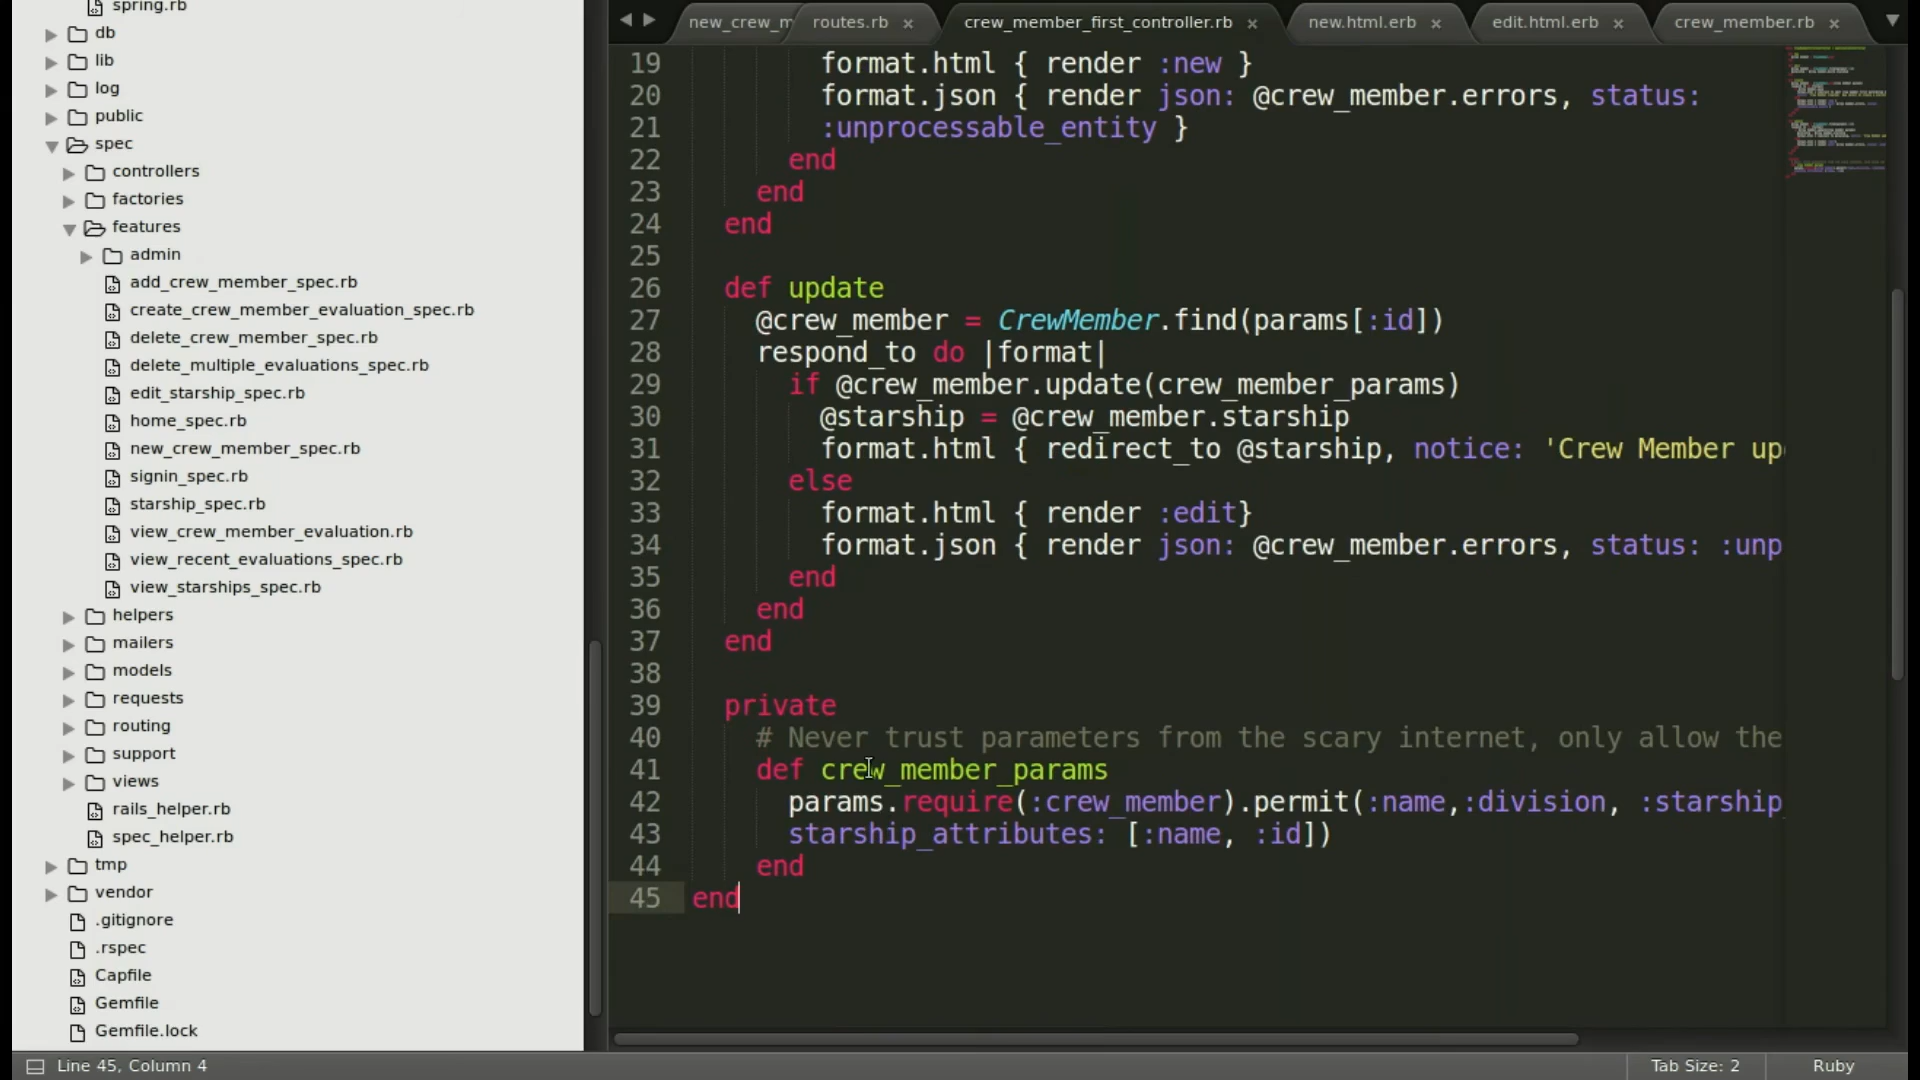 spring.rb
db
lib
log
public
spec
controllers
factories
features
admin
add_crew_member_spec.rb
create_crew_member_evaluation_spec.rb
delete_crew_member_spec.rb
delete_multiple_evaluations_spec.rb
edit_starship_spec.rb
home_spec.rb
new_crew_member_spec.rb
signin_spec.rb
starship_spec.rb
view_crew_member_evaluation.rb
view_recent_evaluations_spec.rb
view_starships_spec.rb
helpers
mailers
models
requests
routing
support
views
rails_helper.rb
spec_helper.rb
tmp
vendor
.gitignore
.rspec
Capfile
Gemfile
Gemfile.lock
new_crew_m routes.rb × crew_member_first_controller.rb × new.html.erb × edit.html.erb × crew_member.rb ×
19 format.html { render :new }
20 format.json { render json: @crew_member.errors, status:
21 :unprocessable_entity }
22 end
23 end
24 end
25
26 def update
27 @crew_member = CrewMember.find(params[:id])
28 respond_to do |format|
29 if @crew_member.update(crew_member_params)
30 @starship = @crew_member.starship
31 format.html { redirect_to @starship, notice: 'Crew Member up
32 else
33 format.html { render :edit}
34 format.json { render json: @crew_member.errors, status: :unp
35 end
36 end
37 end
38
39 private
40 # Never trust parameters from the scary internet, only allow the
41 def crew_member_params
42 params.require(:crew_member).permit(:name,:division, :starship_
43 starship_attributes: [:name, :id])
44 end
45 end
Line 45, Column 4 Tab Size: 2 Ruby